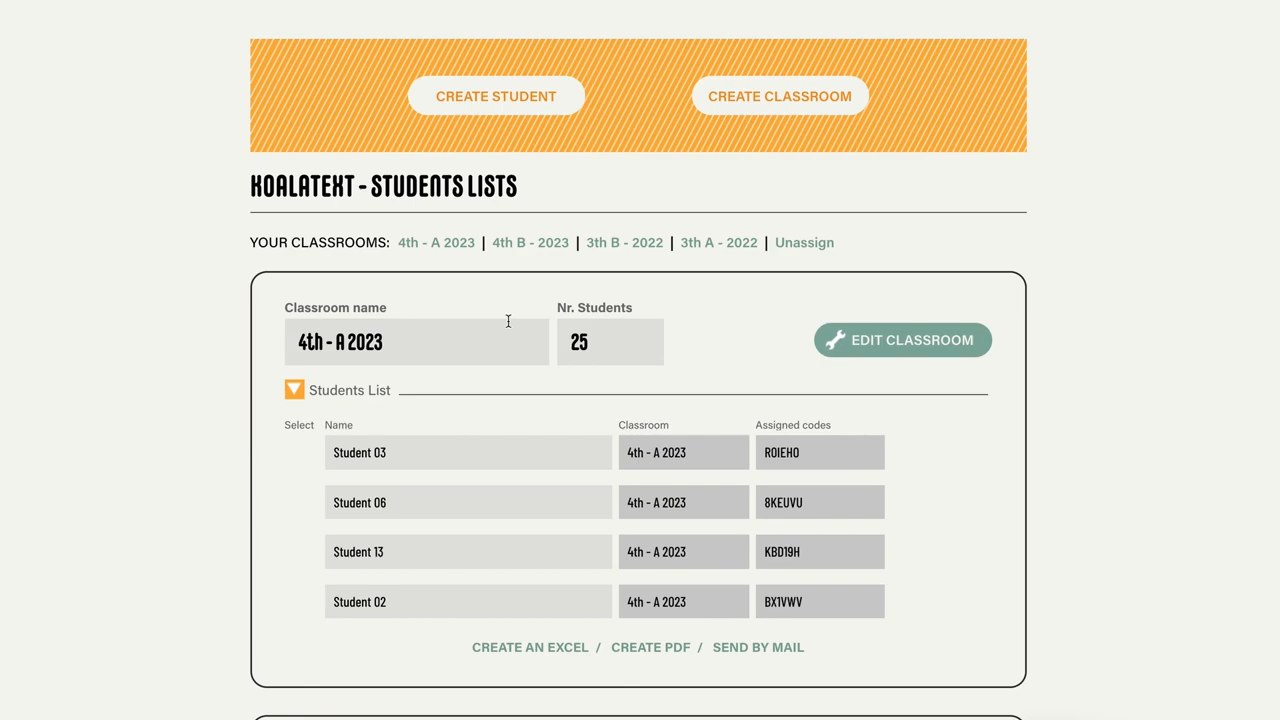 CREATE STUDENT CREATE CLASSROOM
KOALATEXT - STUDENTS LISTS
YOUR CLASSROOMS: 4th - A 2023 | 4th B - 2023 | 3th B - 2022 | 3th A - 2022 | Unassign
Classroom name Nr. Students
4th - A 2023 25 EDIT CLASSROOM
Students List
Select Name Classroom Assigned codes
Student 03 4th - A 2023 R0IEH0
Student 06 4th - A 2023 8KEUVU
Student 13 4th - A 2023 KBD19H
Student 02 4th - A 2023 BX1VWV
CREATE AN EXCEL / CREATE PDF / SEND BY MAIL